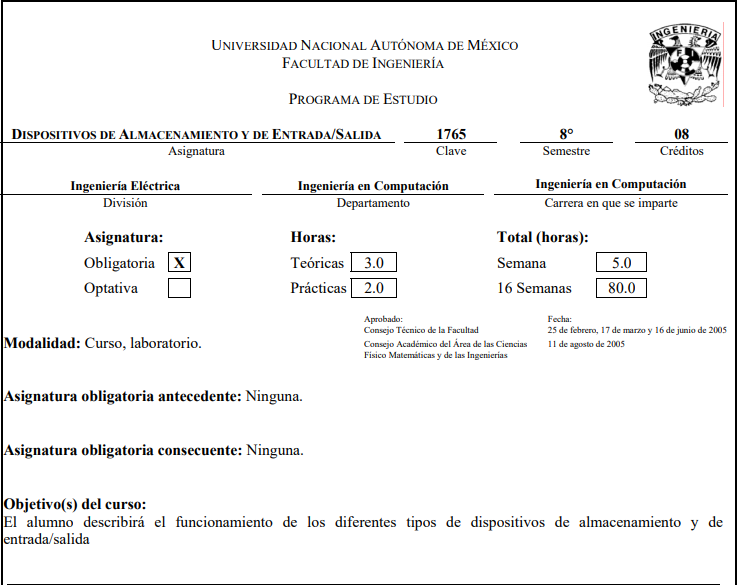 UNIVERSIDAD NACIONAL AUTÓNOMA DE MÉXICO
FACULTAD DE INGENIERÍA
INGENIERIA
PROGRAMA DE ESTUDIO
DISPOSITIVOS DE ALMACENAMIENTO Y DE ENTRADA/SALIDA 1765 8° 08
Asignatura Clave Semestre Créditos
Ingeniería Eléctrica Ingeniería en Computación Ingeniería en Computación
División Departamento Carrera en que se imparte
Asignatura: Horas: Total (horas):
Obligatoria X Teóricas 3.0 Semana 5.0
Optativa Prácticas 2.0 16 Semanas 80.0
Aprobado: Fecha:
Consejo Técnico de la Facultad 25 de febrero, 17 de marzo y 16 de junio de 2005
Modalidad: Curso, laboratorio. Consejo Académico del Área de las Ciencias 11 de agosto de 2005
Físico Matemáticas y de las Ingenierías
Asignatura obligatoria antecedente: Ninguna.
Asignatura obligatoria consecuente: Ninguna.
Objetivo(s) del curso:
El alumno describirá el funcionamiento de los diferentes tipos de dispositivos de almacenamiento y de
entrada/salida